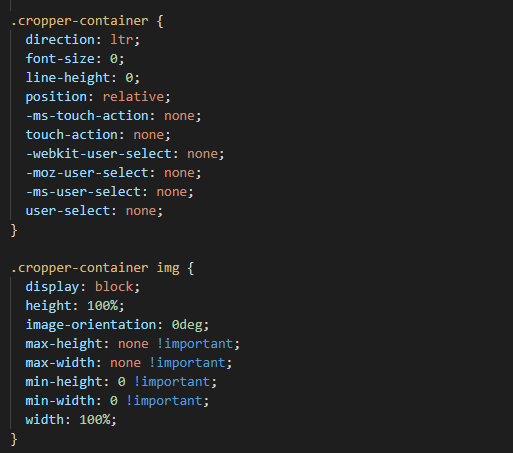 .cropper-container {
direction: ltr;
font-size: 0;
line-height: 0;
position: relative;
-ms-touch-action: none;
touch-action: none;
-webkit-user-select: none;
-moz-user-select: none;
-ms-user-select: none;
user-select: none;
}
.cropper-container img {
display: block;
height: 100%;
image-orientation: 0deg;
max-height: none !important;
max-width: none !important;
min-height: 0 !important;
min-width: 0 !important;
width: 100%;
}